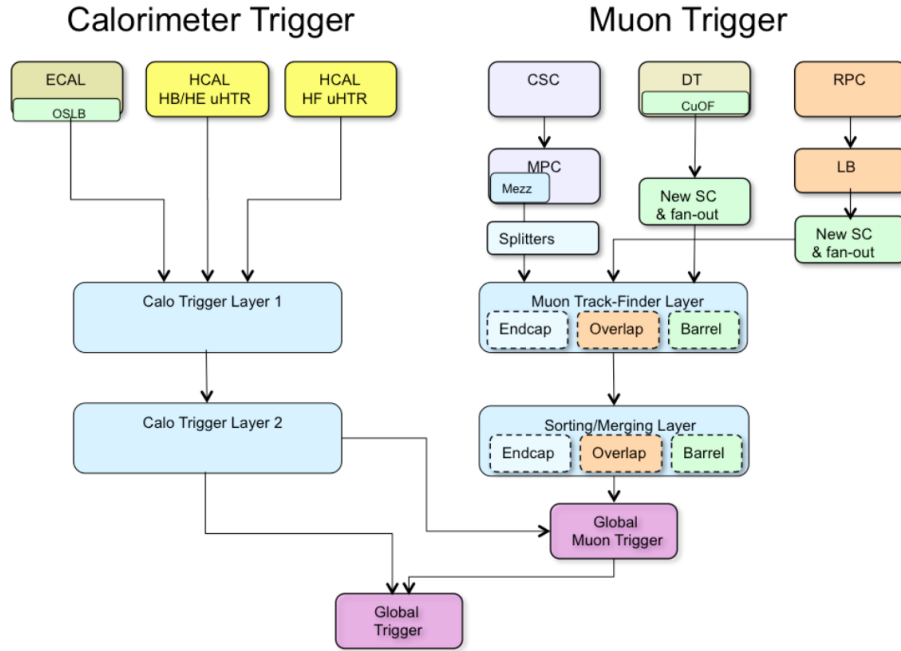 Calorimeter Trigger
Muon Trigger
ECAL
OSLB
HCAL
HB/HE uHTR
HCAL
HF uHTR
CSC
DT
CuOF
RPC
MPC
Mezz
LB
New SC
& fan-out
New SC
& fan-out
Splitters
Calo Trigger Layer 1
Muon Track-Finder Layer
Endcap
Overlap
Barrel
Calo Trigger Layer 2
Sorting/Merging Layer
Endcap
Overlap
Barrel
Global
Muon Trigger
Global
Trigger